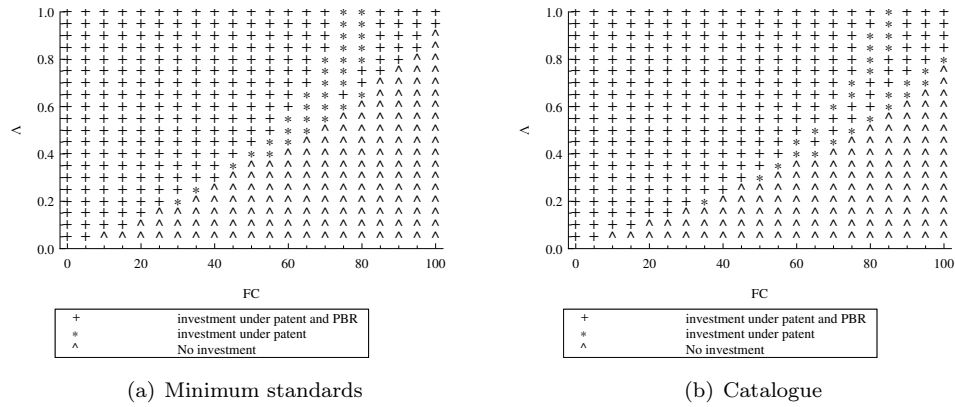 1.0
0.8
0.6
0.4
0.2
0.0
Λ
0 20 40 60 80 100
FC
+ investment under patent and PBR
* investment under patent
^ No investment
(a) Minimum standards
1.0
0.8
0.6
0.4
0.2
0.0
Λ
0 20 40 60 80 100
FC
+ investment under patent and PBR
* investment under patent
^ No investment
(b) Catalogue